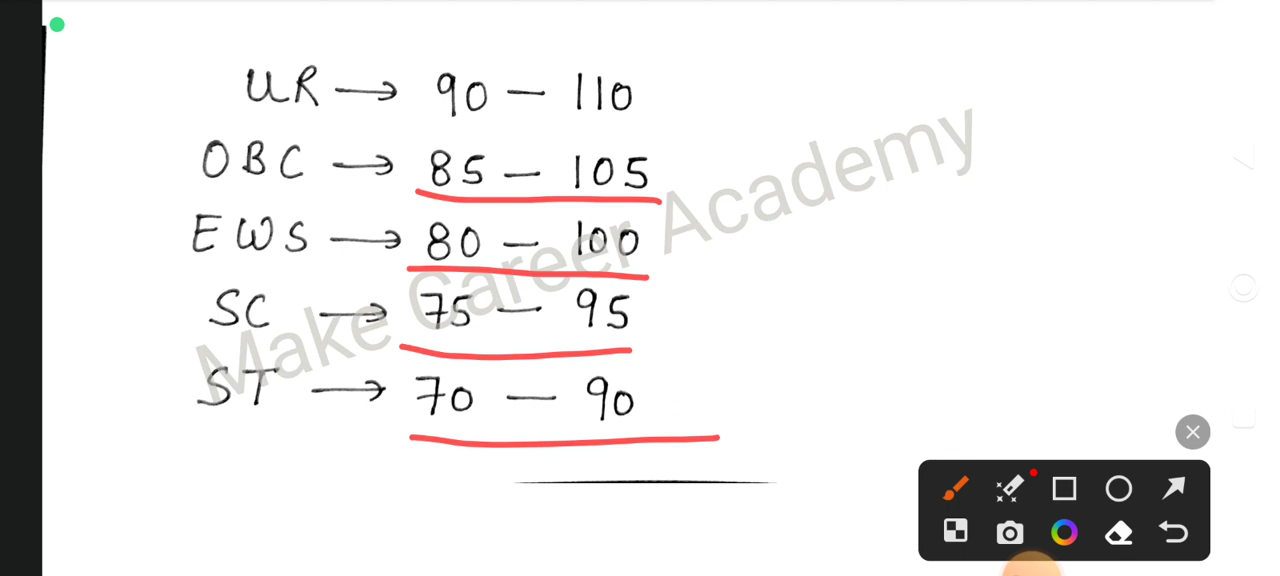 UR → 90 – 110
OBC → 85 – 105
EWS → 80 – 100
SC → 75 – 95
ST → 70 – 90
Make Career Academy